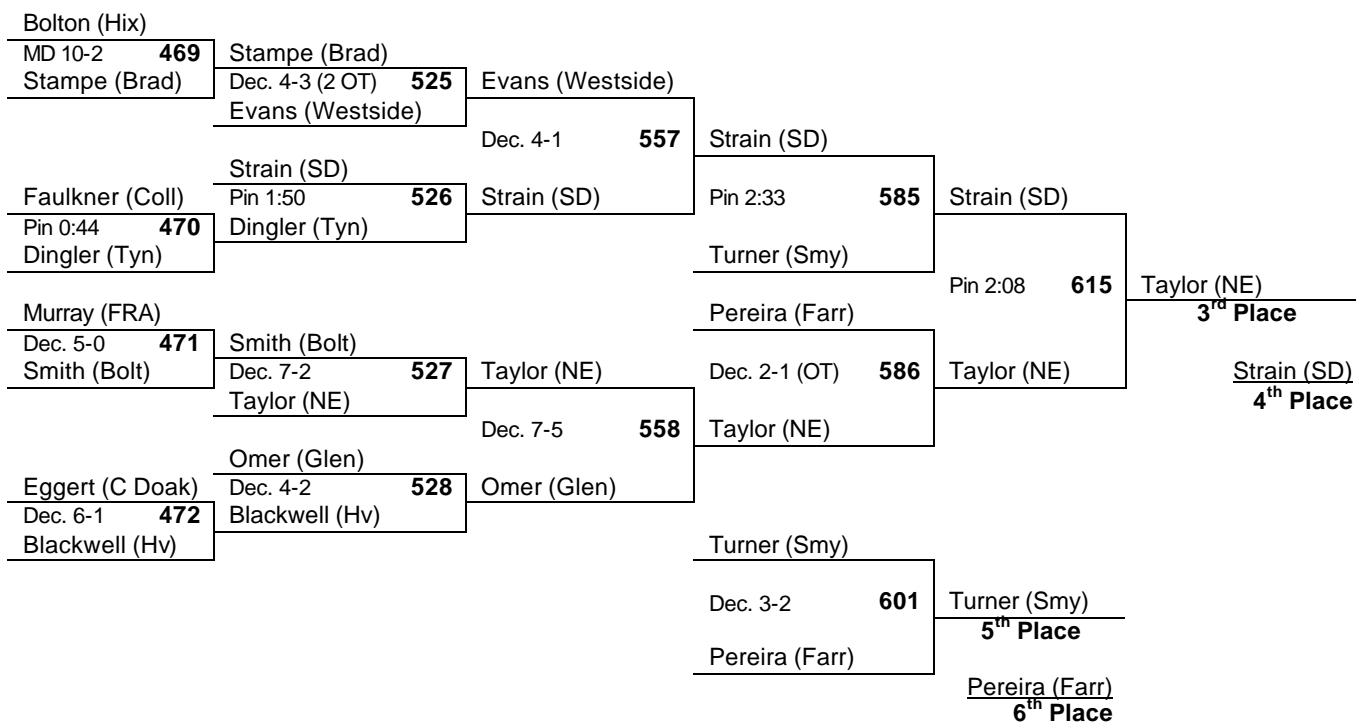 Bolton (Hix)
MD 10-2 469
Stampe (Brad)
Stampe (Brad)
Dec. 4-3 (2 OT) 525
Evans (Westside)
Evans (Westside)
Dec. 4-1 557
Strain (SD)
Strain (SD)
Pin 1:50 526
Dingler (Tyn)
Faulkner (Coll)
Pin 0:44 470
Dingler (Tyn)
Strain (SD)
Pin 2:33 585
Turner (Smy)
Strain (SD)
Pin 2:08 615
Taylor (NE)
3rd Place
Strain (SD)
4th Place
Murray (FRA)
Dec. 5-0 471
Smith (Bolt)
Smith (Bolt)
Dec. 7-2 527
Taylor (NE)
Taylor (NE)
Dec. 7-5 558
Omer (Glen)
Omer (Glen)
Dec. 4-2 528
Blackwell (Hv)
Eggert (C Doak)
Dec. 6-1 472
Blackwell (Hv)
Pereira (Farr)
Dec. 2-1 (OT) 586
Taylor (NE)
Taylor (NE)
Turner (Smy)
Dec. 3-2 601
Pereira (Farr)
Turner (Smy)
5th Place
Pereira (Farr)
6th Place